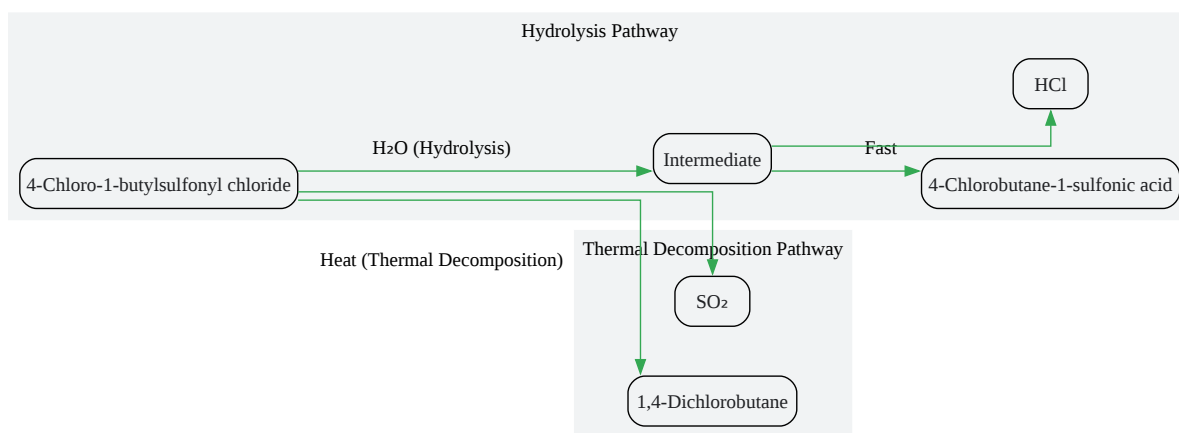 Hydrolysis Pathway
HCl
H₂O (Hydrolysis)
Intermediate
Fast
4-Chloro-1-butylsulfonyl chloride
4-Chlorobutane-1-sulfonic acid
Heat (Thermal Decomposition)
Thermal Decomposition Pathway
SO₂
1,4-Dichlorobutane